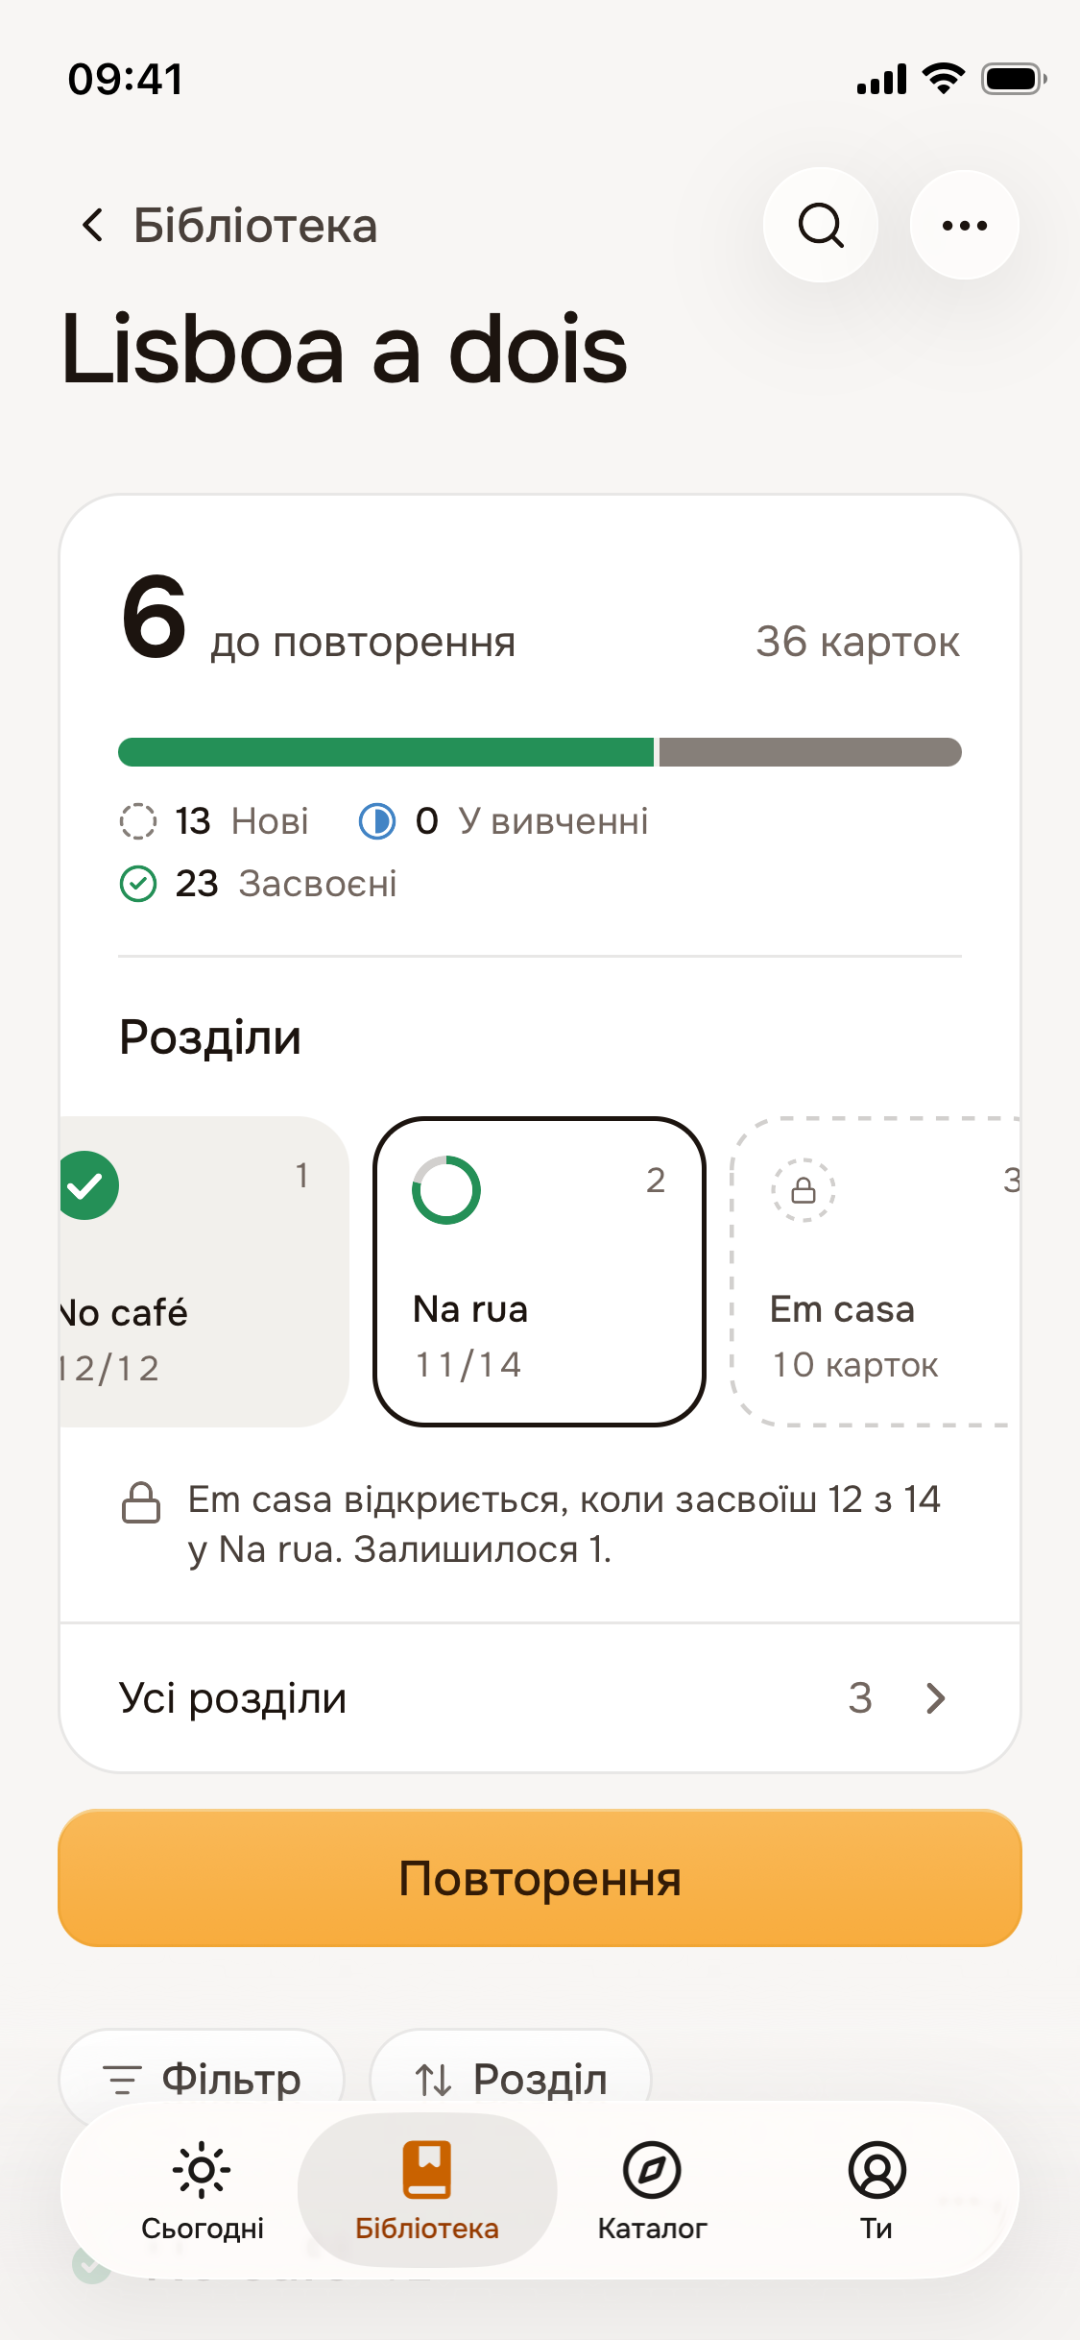 09:41
Бібліотека
Lisboa a dois
6 до повторення
36 карток
13 Нові
0 У вивченні
23 Засвоєні
Розділи
1
No café
12/12
2
Na rua
11/14
3
Em casa
10 карток
Em casa відкриється, коли засвоїш 12 з 14
у Na rua. Залишилося 1.
Усі розділи
3
Повторення
Фільтр
Розділ
Сьогодні
Бібліотека
Каталог
Ти